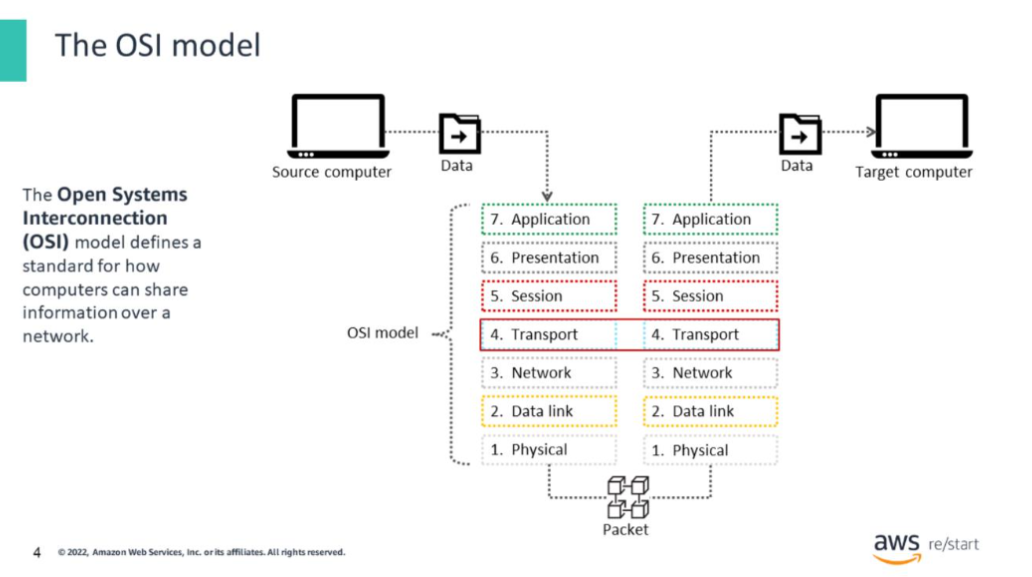 The OSI model
Source computer
Data
Data
Target computer
The Open Systems
Interconnection
(OSI) model defines a
standard for how
computers can share
information over a
network.
OSI model
7. Application
6. Presentation
5. Session
4. Transport
3. Network
2. Data link
1. Physical
7. Application
6. Presentation
5. Session
4. Transport
3. Network
2. Data link
1. Physical
Packet
4
© 2022, Amazon Web Services, Inc. or its affiliates. All rights reserved.
aws re/start